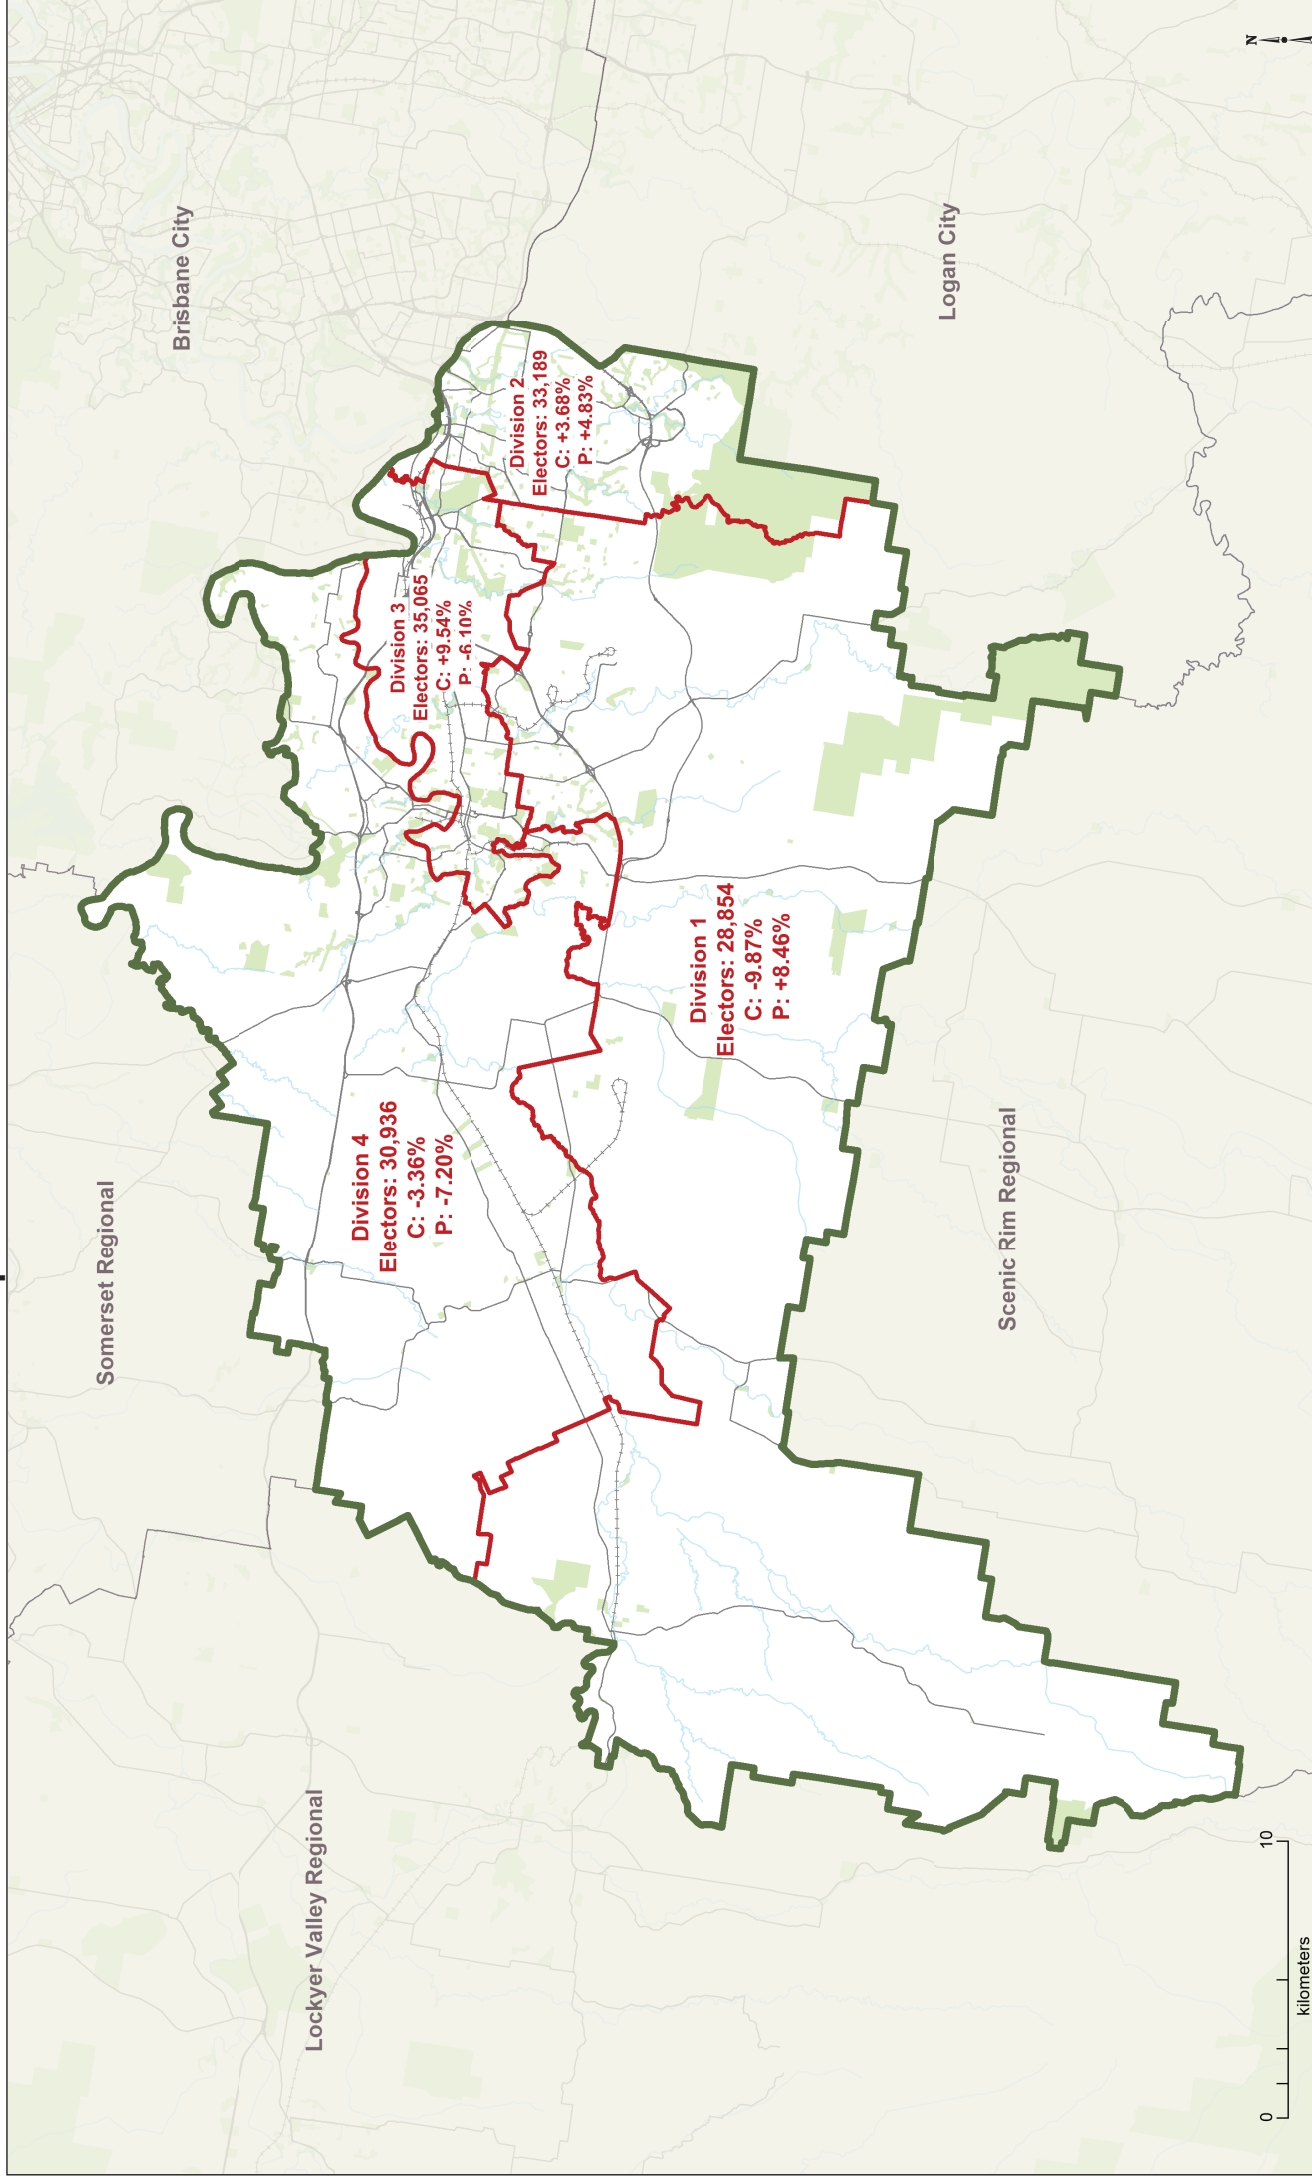 Somerset Regional
Brisbane City
Lockyer Valley Regional
Division 4
Electors: 30,936
C: -3.36%
P: -7.20%
Division 3
Electors: 35,065
C: +9.54%
P: -6.10%
Division 2
Electors: 33,189
C: +3.68%
P: +4.83%
Division 1
Electors: 28,854
C: -9.87%
P: +8.46%
Logan City
Scenic Rim Regional
0 10
kilometers
N